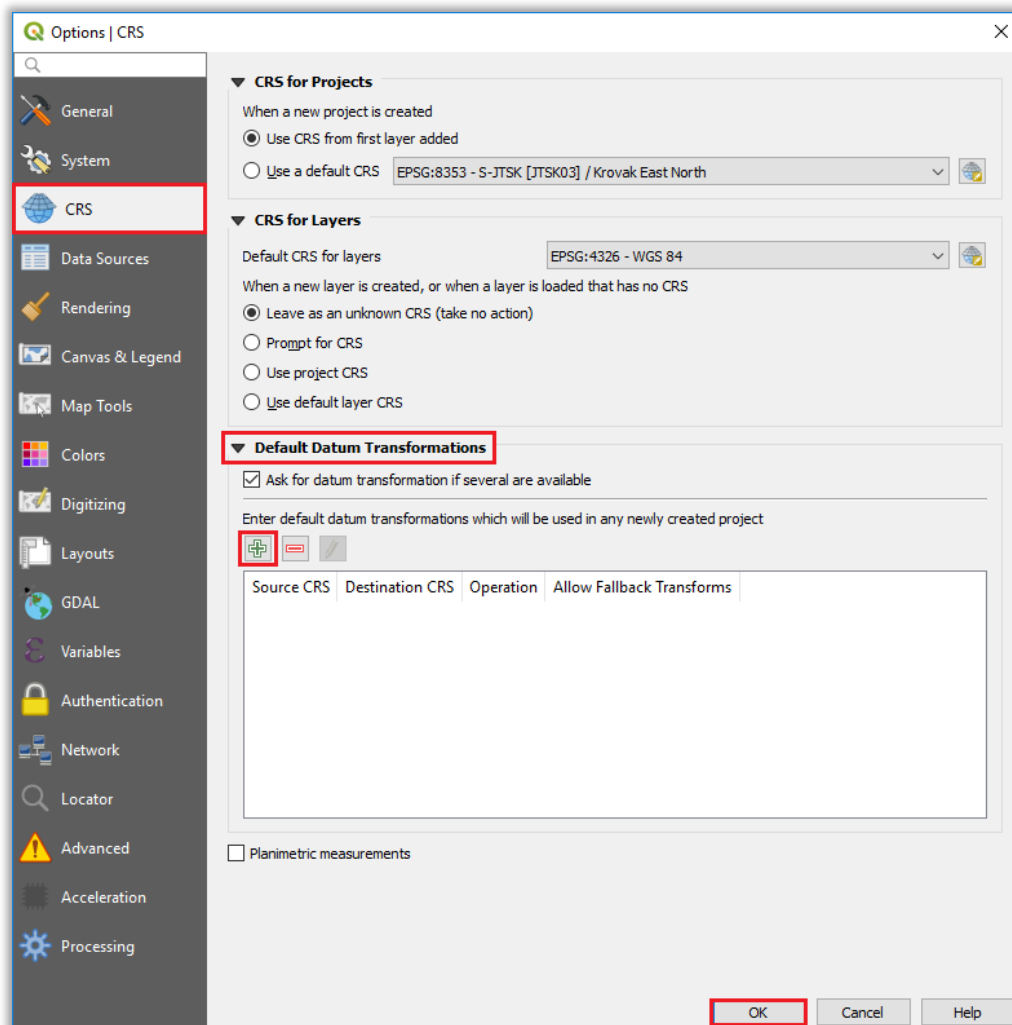 Options | CRS
General
System
CRS
Data Sources
Rendering
Canvas & Legend
Map Tools
Colors
Digitizing
Layouts
GDAL
Variables
Authentication
Network
Locator
Advanced
Acceleration
Processing
CRS for Projects
When a new project is created
Use CRS from first layer added
Use a default CRS EPSG:8353 - S-JTSK [JTSK03] / Krovak East North
CRS for Layers
Default CRS for layers EPSG:4326 - WGS 84
When a new layer is created, or when a layer is loaded that has no CRS
Leave as an unknown CRS (take no action)
Prompt for CRS
Use project CRS
Use default layer CRS
Default Datum Transformations
Ask for datum transformation if several are available
Enter default datum transformations which will be used in any newly created project
Source CRS Destination CRS Operation Allow Fallback Transforms
Planimetric measurements
OK Cancel Help